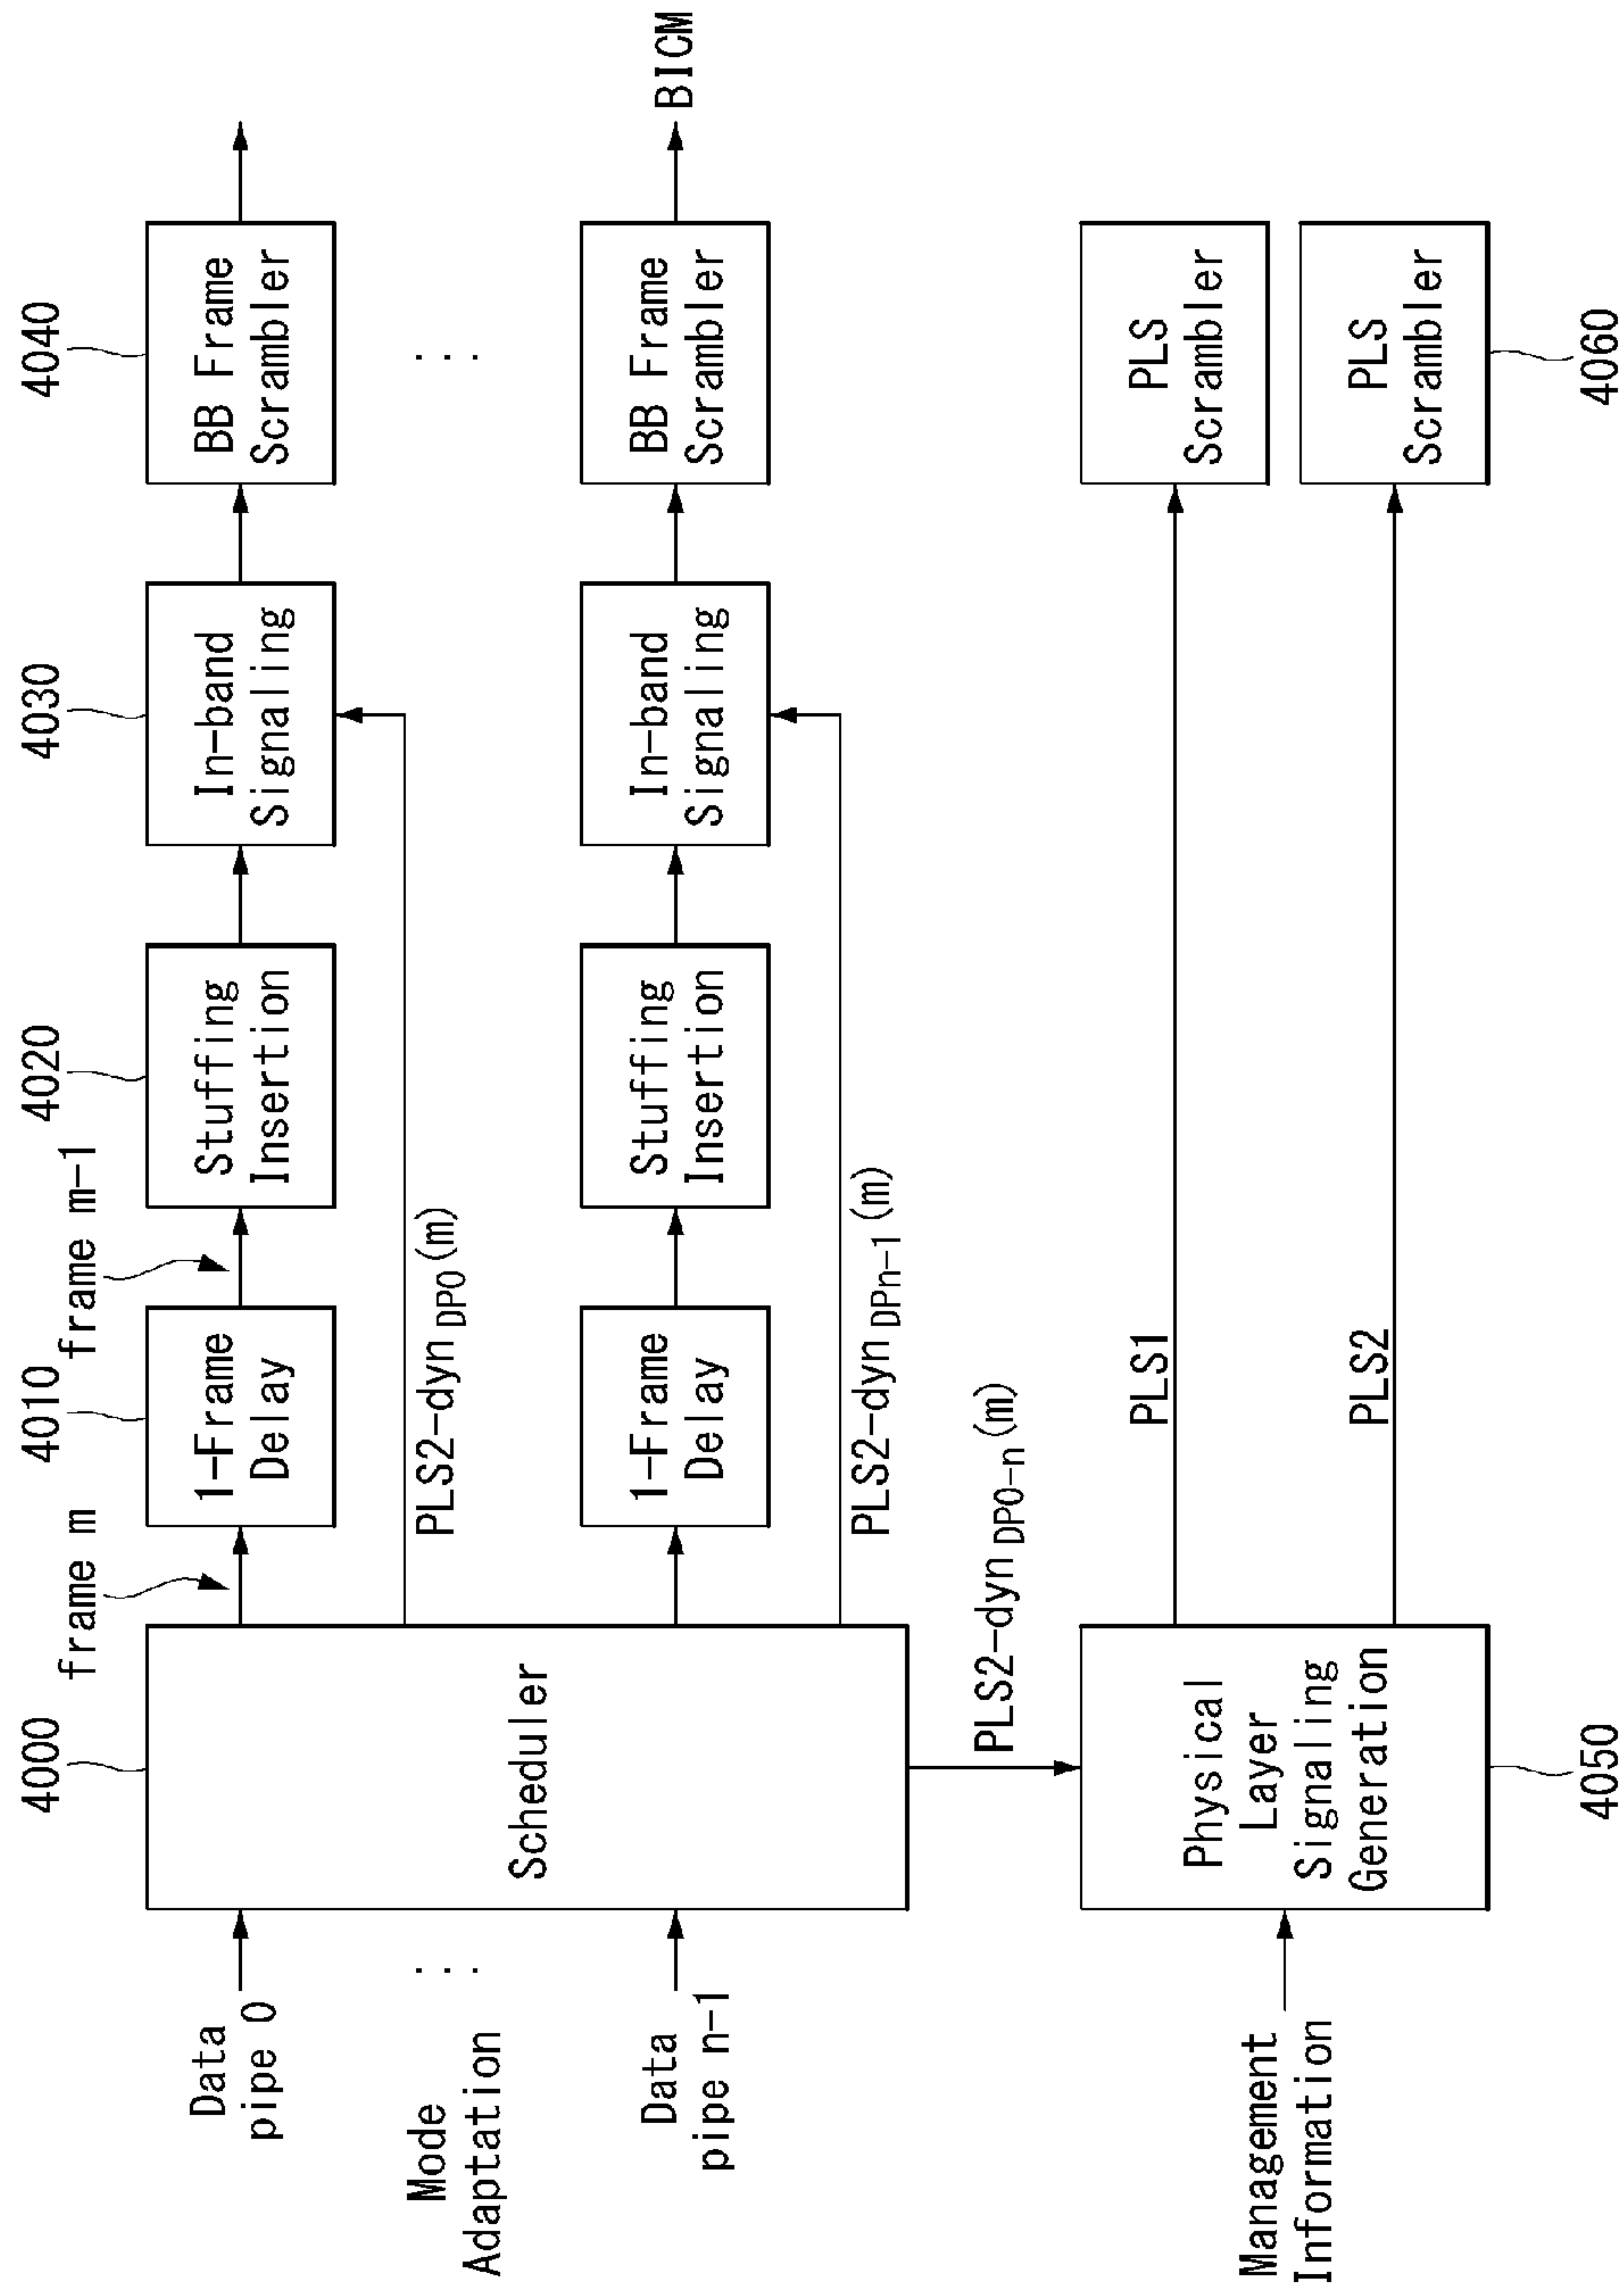 4000
frame m
4010
frame m-1
4020
4030
4040
Data
pipe 0
Scheduler
1-Frame
Delay
Stuffing
Insertion
In-band
Signaling
BB Frame
Scrambler
Mode
Adaptation
...
PLS2-dyn DP0 (m)
...
Data
pipe n-1
1-Frame
Delay
Stuffing
Insertion
In-band
Signaling
BB Frame
Scrambler
BICM
PLS2-dyn DPn-1 (m)
PLS2-dyn DP0-n (m)
Management
Information
Physical
Layer
Signaling
Generation
PLS1
PLS
Scrambler
PLS2
PLS
Scrambler
4050
4060